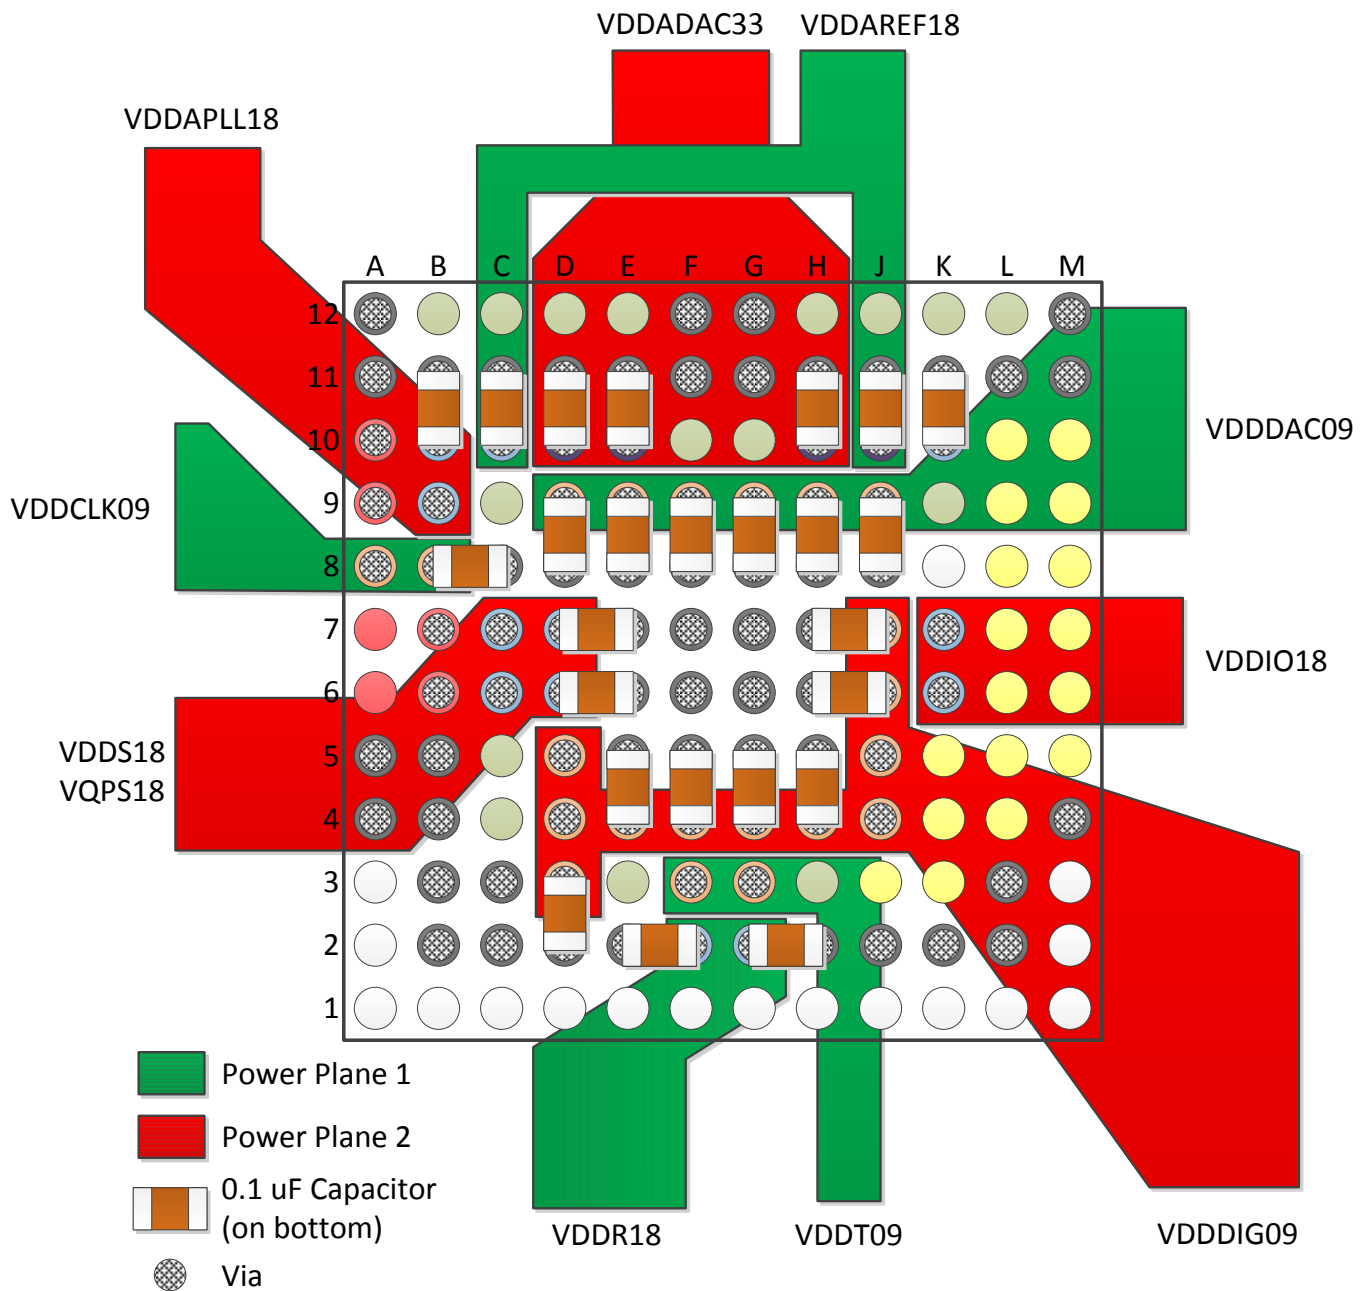 VDDADAC33 VDDAREF18
VDDAPLL18
A B C D E F G H J K L M
12
11
10
VDDDAC09
9
VDDCLK09
8
7
VDDIO18
6
VDDS18
5
VQPS18
4
3
2
1
Power Plane 1
Power Plane 2
0.1 uF Capacitor
(on bottom)
VDDR18 VDDT09 VDDDIG09
Via